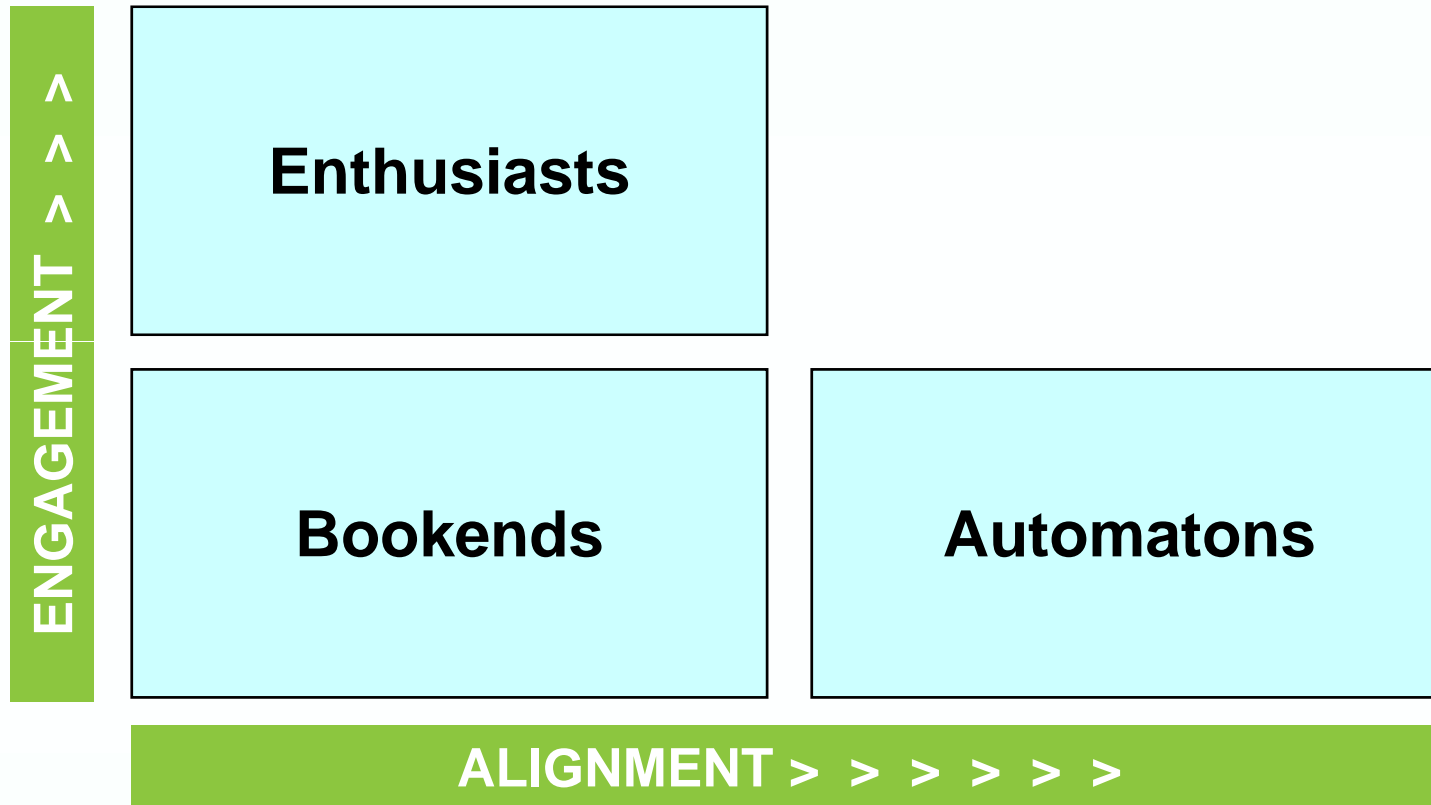 ENGAGEMENT > > >
Enthusiasts
Bookends
Automatons
ALIGNMENT > > > > > >